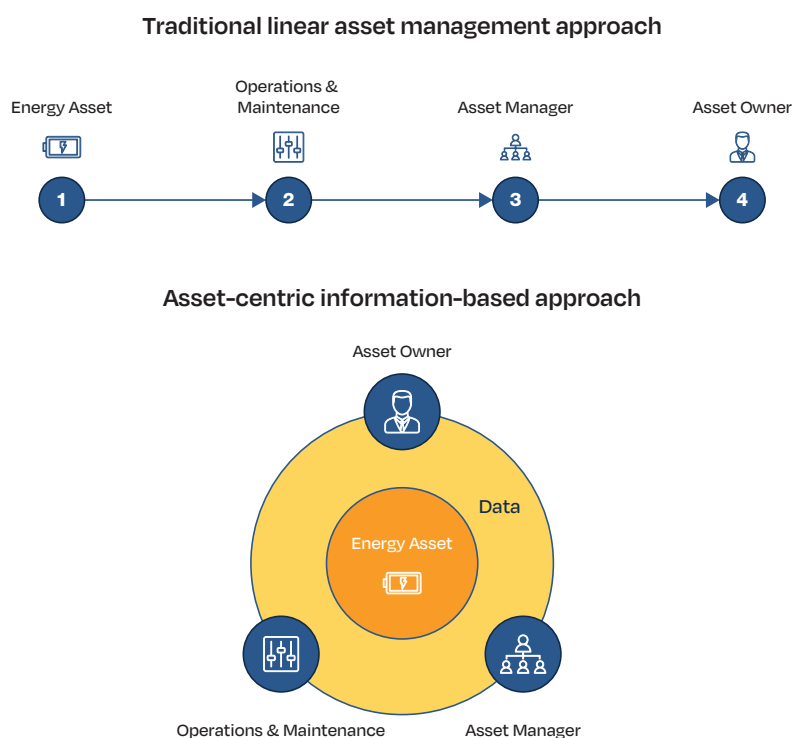 Traditional linear asset management approach
Energy Asset
Operations &
Maintenance
Asset Manager
Asset Owner
1
2
3
4
Asset-centric information-based approach
Asset Owner
Data
Energy Asset
Operations & Maintenance
Asset Manager